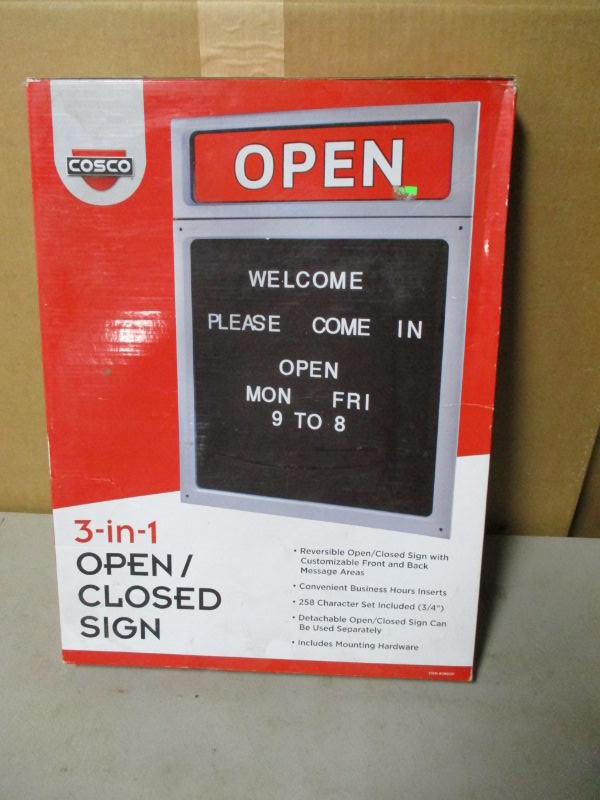 COSCO
OPEN
WELCOME
PLEASE COME IN
OPEN
MON FRI
9 TO 8
3-in-1
OPEN /
CLOSED
SIGN
• Reversible Open/Closed Sign with
Customizable Front and Back
Message Areas
• Convenient Business Hours Inserts
• 258 Character Set Included (3/4")
• Detachable Open/Closed Sign Can
Be Used Separately
• Includes Mounting Hardware